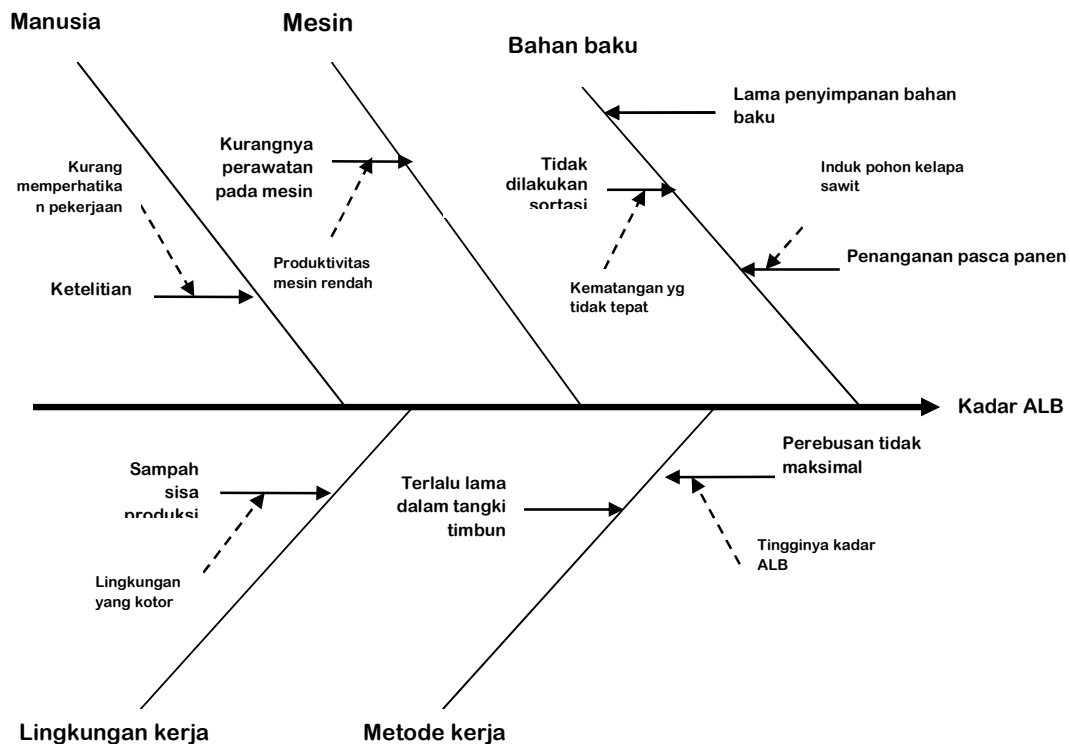 Manusia
Mesin
Bahan baku
Lama penyimpanan bahan
baku
Kurangnya
perawatan
pada mesin
Kurang
memperhatika
n pekerjaan
Tidak
dilakukan
sortasi
Induk pohon kelapa
sawit
Produktivitas
mesin rendah
Penanganan pasca panen
Ketelitian
Kematangan yg
tidak tepat
Kadar ALB
Sampah
sisa
produksi
Terlalu lama
dalam tangki
timbun
Perebusan tidak
maksimal
Lingkungan
yang kotor
Tingginya kadar
ALB
Lingkungan kerja
Metode kerja